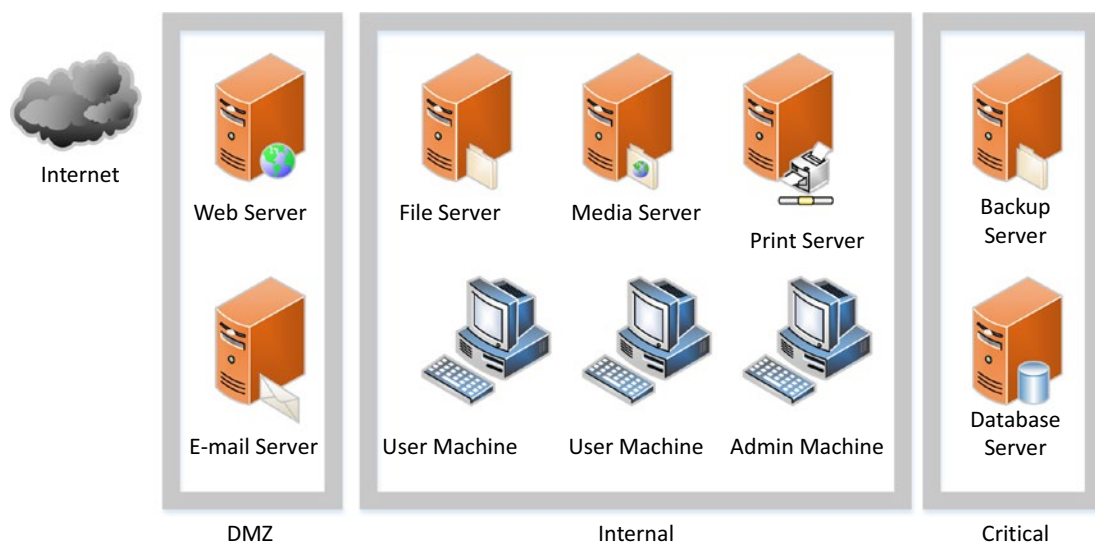 Internet
Web Server
File Server
Media Server
Print Server
Backup
Server
E-mail Server
User Machine
User Machine
Admin Machine
Database
Server
DMZ
Internal
Critical